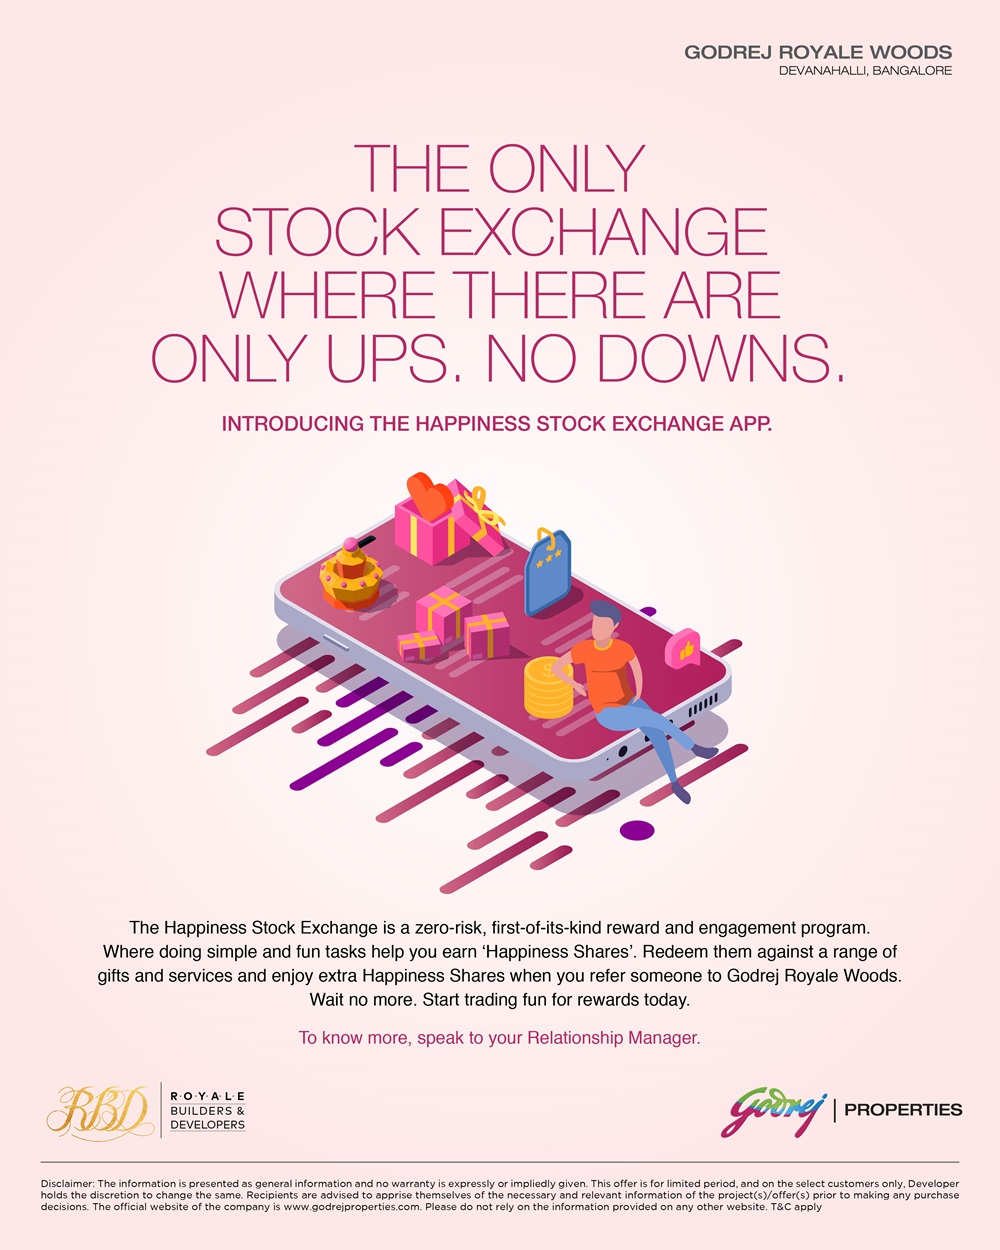 GODREJ ROYALE WOODS
DEVANAHALLI, BANGALORE
THE ONLY
STOCK EXCHANGE
WHERE THERE ARE
ONLY UPS. NO DOWNS.
INTRODUCING THE HAPPINESS STOCK EXCHANGE APP.
The Happiness Stock Exchange is a zero-risk, first-of-its-kind reward and engagement program.
Where doing simple and fun tasks help you earn ‘Happiness Shares’. Redeem them against a range of
gifts and services and enjoy extra Happiness Shares when you refer someone to Godrej Royale Woods.
Wait no more. Start trading fun for rewards today.
To know more, speak to your Relationship Manager.
RBD
R·O·Y·A·L·E
BUILDERS &
DEVELOPERS
Godrej | PROPERTIES
Disclaimer: The information is presented as general information and no warranty is expressly or impliedly given. This offer is for limited period, and on the select customers only, Developer
holds the discretion to change the same. Recipients are advised to apprise themselves of the necessary and relevant information of the project(s)/offer(s) prior to making any purchase
decisions. The official website of the company is www.godrejproperties.com. Please do not rely on the information provided on any other website. T&C apply